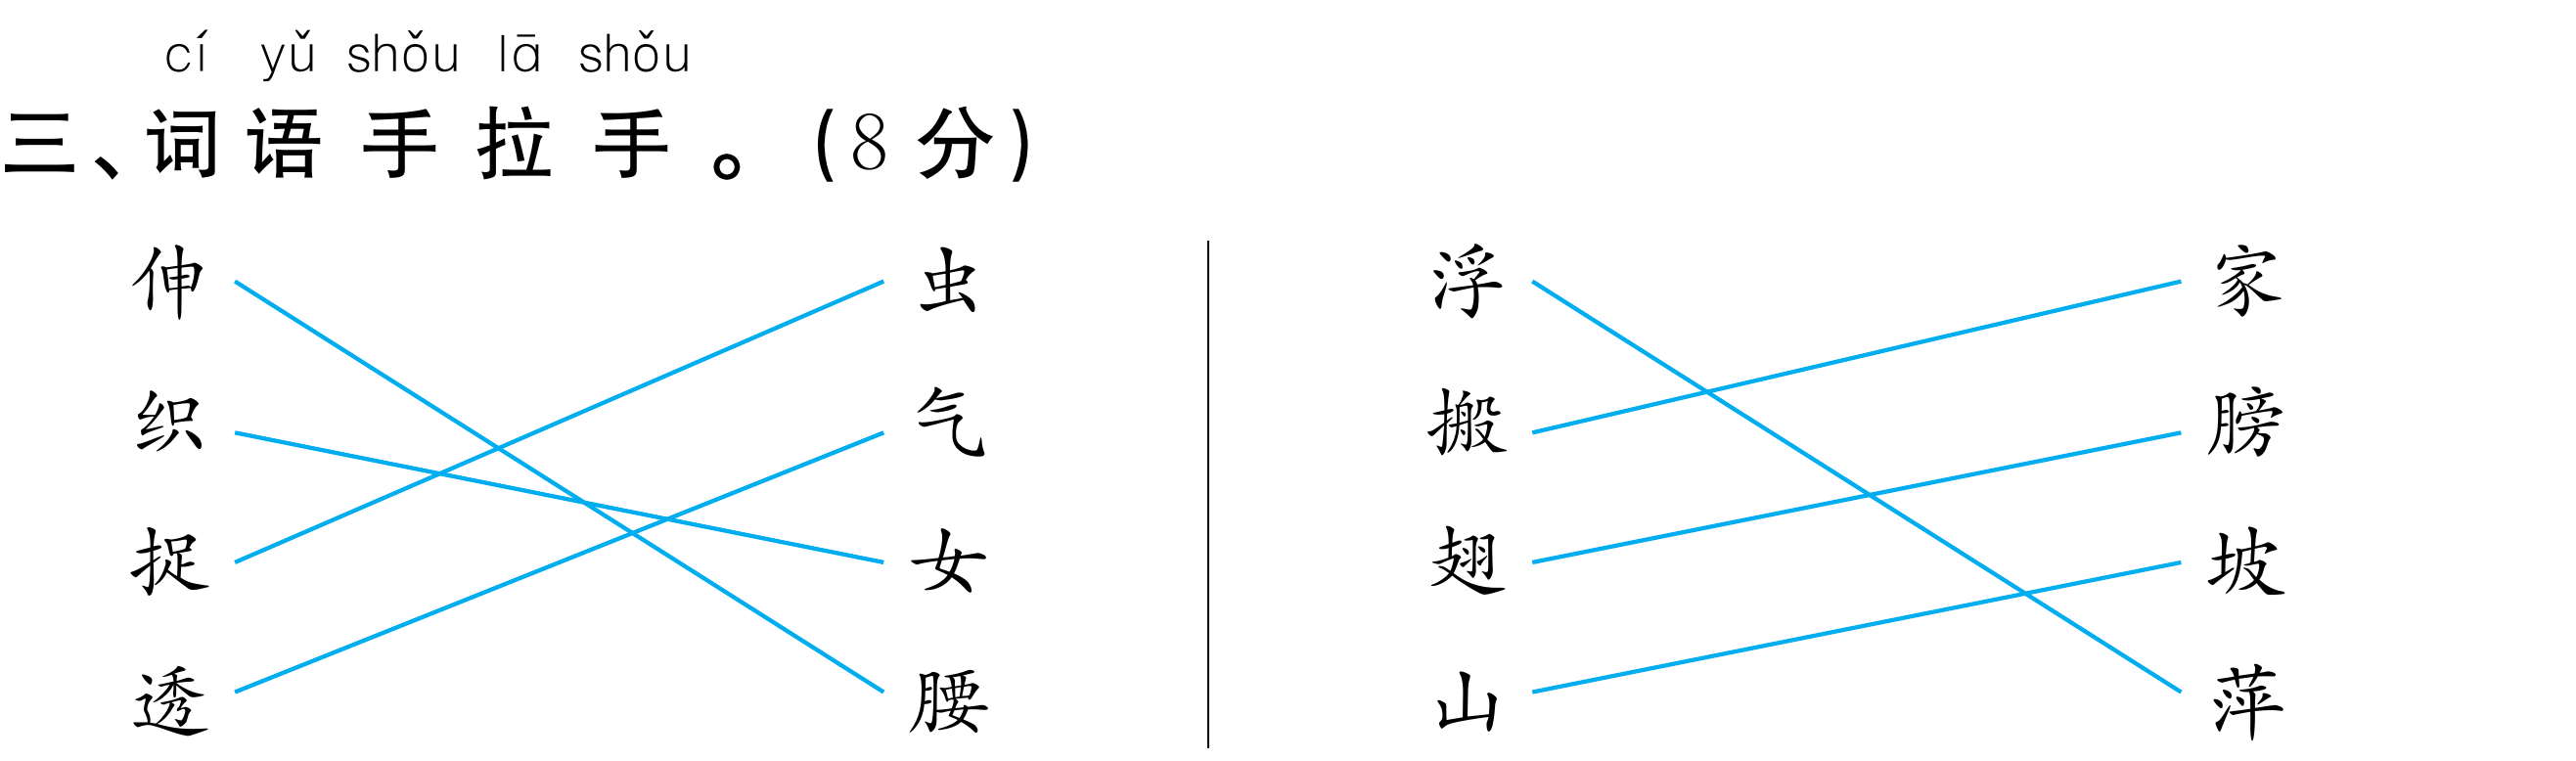 cí yǔ shǒu lā shǒu
三、词语手拉手。(8分)
伸 虫 浮 家
织 气 搬 膀
捉 女 翅 坡
透 腰 山 萍